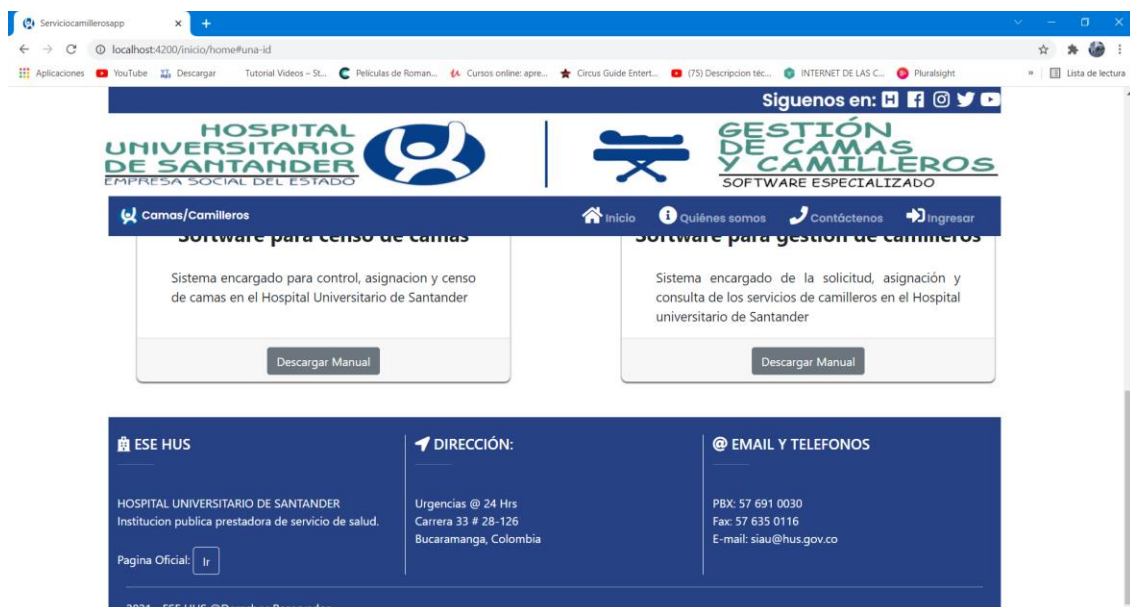 Serviciocamillerosapp
localhost:4200/inicio/home#una-id
Aplicaciones YouTube Descargar Tutorial Videos – St... Películas de Roman... Cursos online: apre... Circus Guide Entert... (75) Descripcion téc... INTERNET DE LAS C... Pluralsight » Lista de lectura
Siguenos en:
HOSPITAL
UNIVERSITARIO
DE SANTANDER
EMPRESA SOCIAL DEL ESTADO
GESTIÓN
DE CAMAS
Y CAMILLEROS
SOFTWARE ESPECIALIZADO
Camas/Camilleros Inicio Quiénes somos Contáctenos Ingresar
Software para censo de camas
Sistema encargado para control, asignacion y censo
de camas en el Hospital Universitario de Santander
Descargar Manual
Software para gestión de camilleros
Sistema encargado de la solicitud, asignación y
consulta de los servicios de camilleros en el Hospital
universitario de Santander
Descargar Manual
ESE HUS
HOSPITAL UNIVERSITARIO DE SANTANDER
Institucion publica prestadora de servicio de salud.
Pagina Oficial: Ir
DIRECCIÓN:
Urgencias @ 24 Hrs
Carrera 33 # 28-126
Bucaramanga, Colombia
@ EMAIL Y TELEFONOS
PBX: 57 691 0030
Fax: 57 635 0116
E-mail: siau@hus.gov.co
2021 - ESE HUS @Derechos Reservados